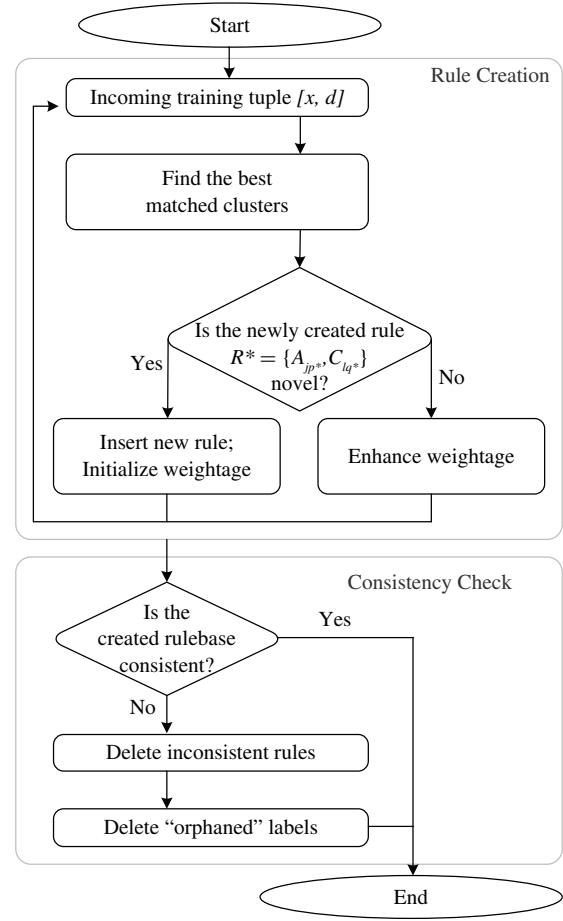 Start
Rule Creation
Incoming training tuple [x, d]
Find the best
matched clusters
Is the newly created rule
R* = {A_jp*, C_lq*}
novel?
Yes
No
Insert new rule;
Initialize weightage
Enhance weightage
Consistency Check
Is the
created rulebase
consistent?
Yes
No
Delete inconsistent rules
Delete “orphaned” labels
End